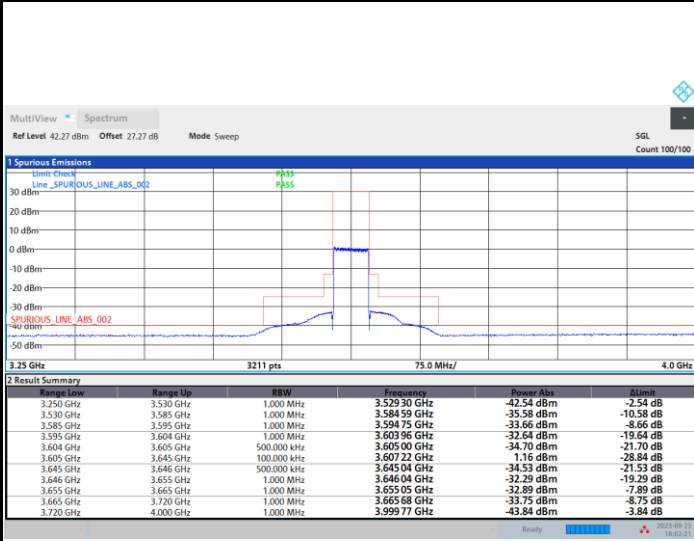 MultiView Spectrum
Ref Level 42.27 dBm Offset 27.27 dB Mode Sweep SGL
Count 100/100
1 Spurious Emissions
Limit Check PASS
Line _SPURIOUS_LINE_ABS_002 PASS
30 dBm
20 dBm
10 dBm
0 dBm
-10 dBm
-20 dBm
-30 dBm
_SPURIOUS_LINE_ABS_002
-40 dBm
-50 dBm
3.25 GHz 3211 pts 75.0 MHz/ 4.0 GHz
2 Result Summary
Range Low Range Up RBW Frequency Power Abs ΔLimit
3.250 GHz 3.530 GHz 1.000 MHz 3.529 30 GHz -42.54 dBm -2.54 dB
3.530 GHz 3.585 GHz 1.000 MHz 3.584 59 GHz -35.58 dBm -10.58 dB
3.585 GHz 3.595 GHz 1.000 MHz 3.594 75 GHz -33.66 dBm -8.66 dB
3.595 GHz 3.604 GHz 1.000 MHz 3.603 96 GHz -32.64 dBm -19.64 dB
3.604 GHz 3.605 GHz 500.000 kHz 3.605 00 GHz -34.70 dBm -21.70 dB
3.605 GHz 3.645 GHz 100.000 kHz 3.607 22 GHz 1.16 dBm -28.84 dB
3.645 GHz 3.646 GHz 500.000 kHz 3.645 04 GHz -34.53 dBm -21.53 dB
3.646 GHz 3.655 GHz 1.000 MHz 3.646 04 GHz -32.29 dBm -19.29 dB
3.655 GHz 3.665 GHz 1.000 MHz 3.655 05 GHz -32.89 dBm -7.89 dB
3.665 GHz 3.720 GHz 1.000 MHz 3.665 68 GHz -33.75 dBm -8.75 dB
3.720 GHz 4.000 GHz 1.000 MHz 3.999 77 GHz -43.84 dBm -3.84 dB
Ready 2023-09-25
18:02:21